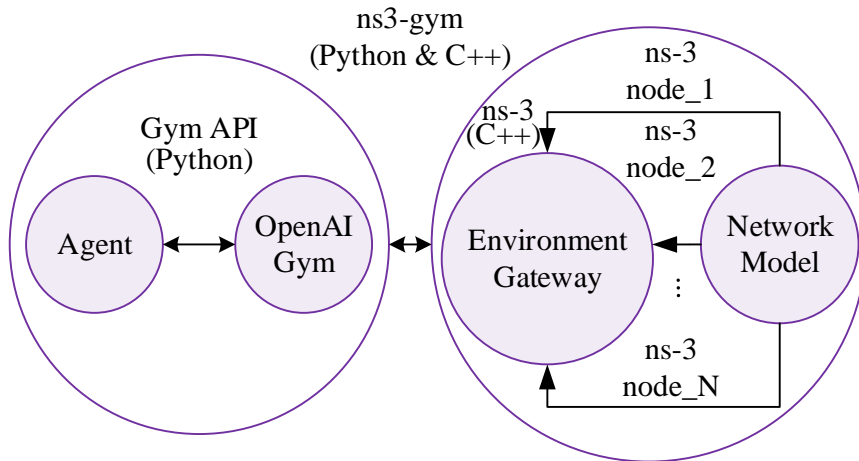 ns3-gym
(Python & C++)
Gym API
(Python)
Agent
OpenAI
Gym
ns-3
(C++)
ns-3
node_1
ns-3
node_2
Environment
Gateway
Network
Model
...
ns-3
node_N